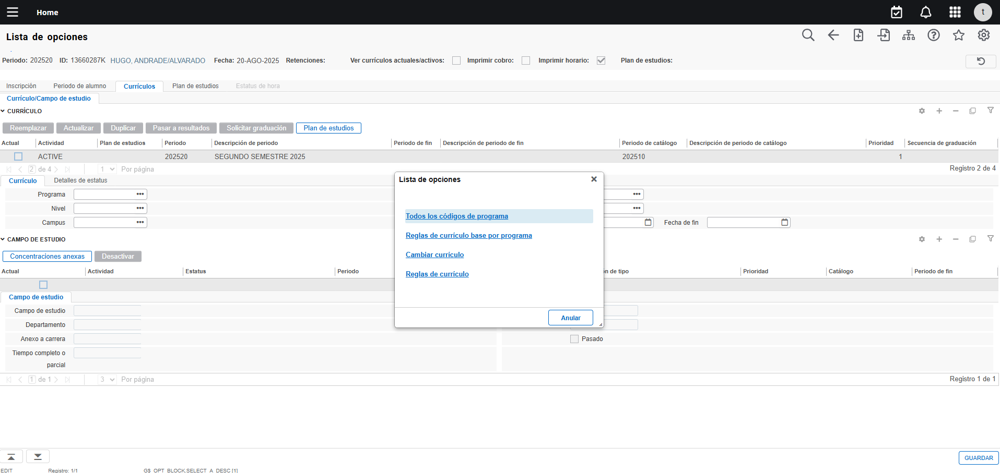 Home
t
Lista de opciones
Periodo: 202520 ID: 13660287K HUGO, ANDRADE/ALVARADO Fecha: 20-AGO-2025 Retenciones: Ver currículos actuales/activos: Imprimir cobro: Imprimir horario: Plan de estudios:
Inscripción Periodo de alumno Currículos Plan de estudios Estatus de hora
Currículo/Campo de estudio
CURRÍCULO
Reemplazar Actualizar Duplicar Pasar a resultados Solicitar graduación Plan de estudios
Actual Actividad Plan de estudios Periodo Descripción de periodo Periodo de fin Descripción de periodo de fin Periodo de catálogo Descripción de periodo de catálogo Prioridad Secuencia de graduación
ACTIVE 202520 SEGUNDO SEMESTRE 2025 202510 1
2 de 4 1 Por página Registro 2 de 4
Currículo Detalles de estatus
Programa
Nivel
Campus Fecha de fin
Lista de opciones
Todos los códigos de programa
Reglas de currículo base por programa
Cambiar currículo
Reglas de currículo
Anular
CAMPO DE ESTUDIO
Concentraciones anexas Desactivar
Actual Actividad Estatus Periodo ón de tipo Prioridad Catálogo Periodo de fin
Campo de estudio
Campo de estudio
Departamento
Anexo a carrera Pasado
Tiempo completo o
parcial
1 de 1 3 Por página Registro 1 de 1
GUARDAR
EDIT Registro: 1/1 G$_OPT_BLOCK.SELECT_A_DESC [1]